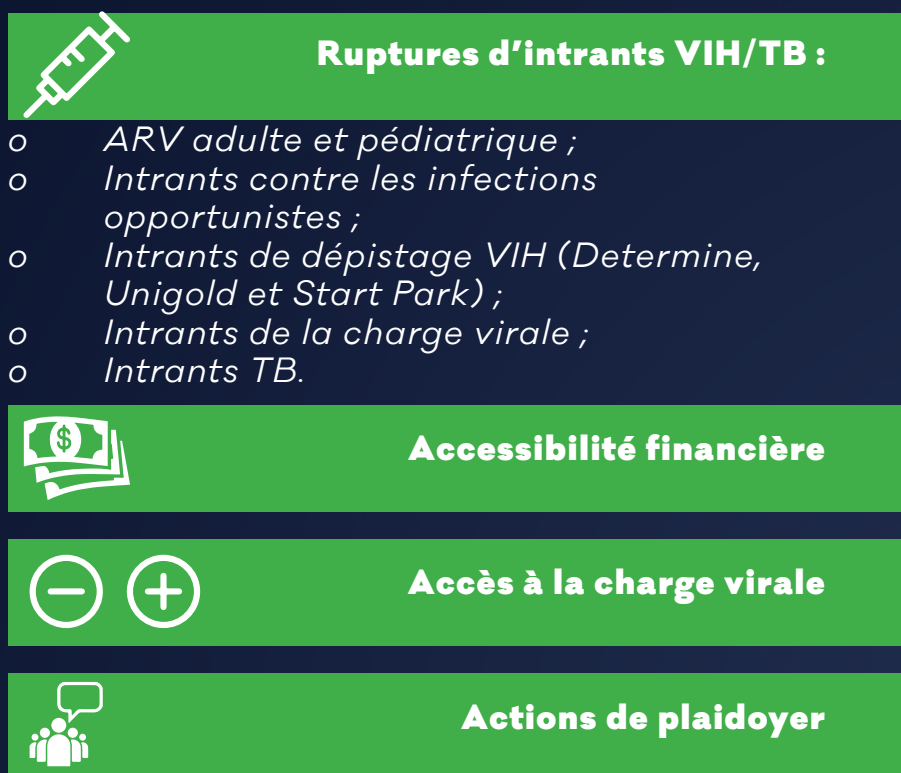 Ruptures d’intrants VIH/TB :
o ARV adulte et pédiatrique ;
o Intrants contre les infections
opportunistes ;
o Intrants de dépistage VIH (Determine,
Unigold et Start Park) ;
o Intrants de la charge virale ;
o Intrants TB.
$
Accessibilité financière
Accès à la charge virale
Actions de plaidoyer